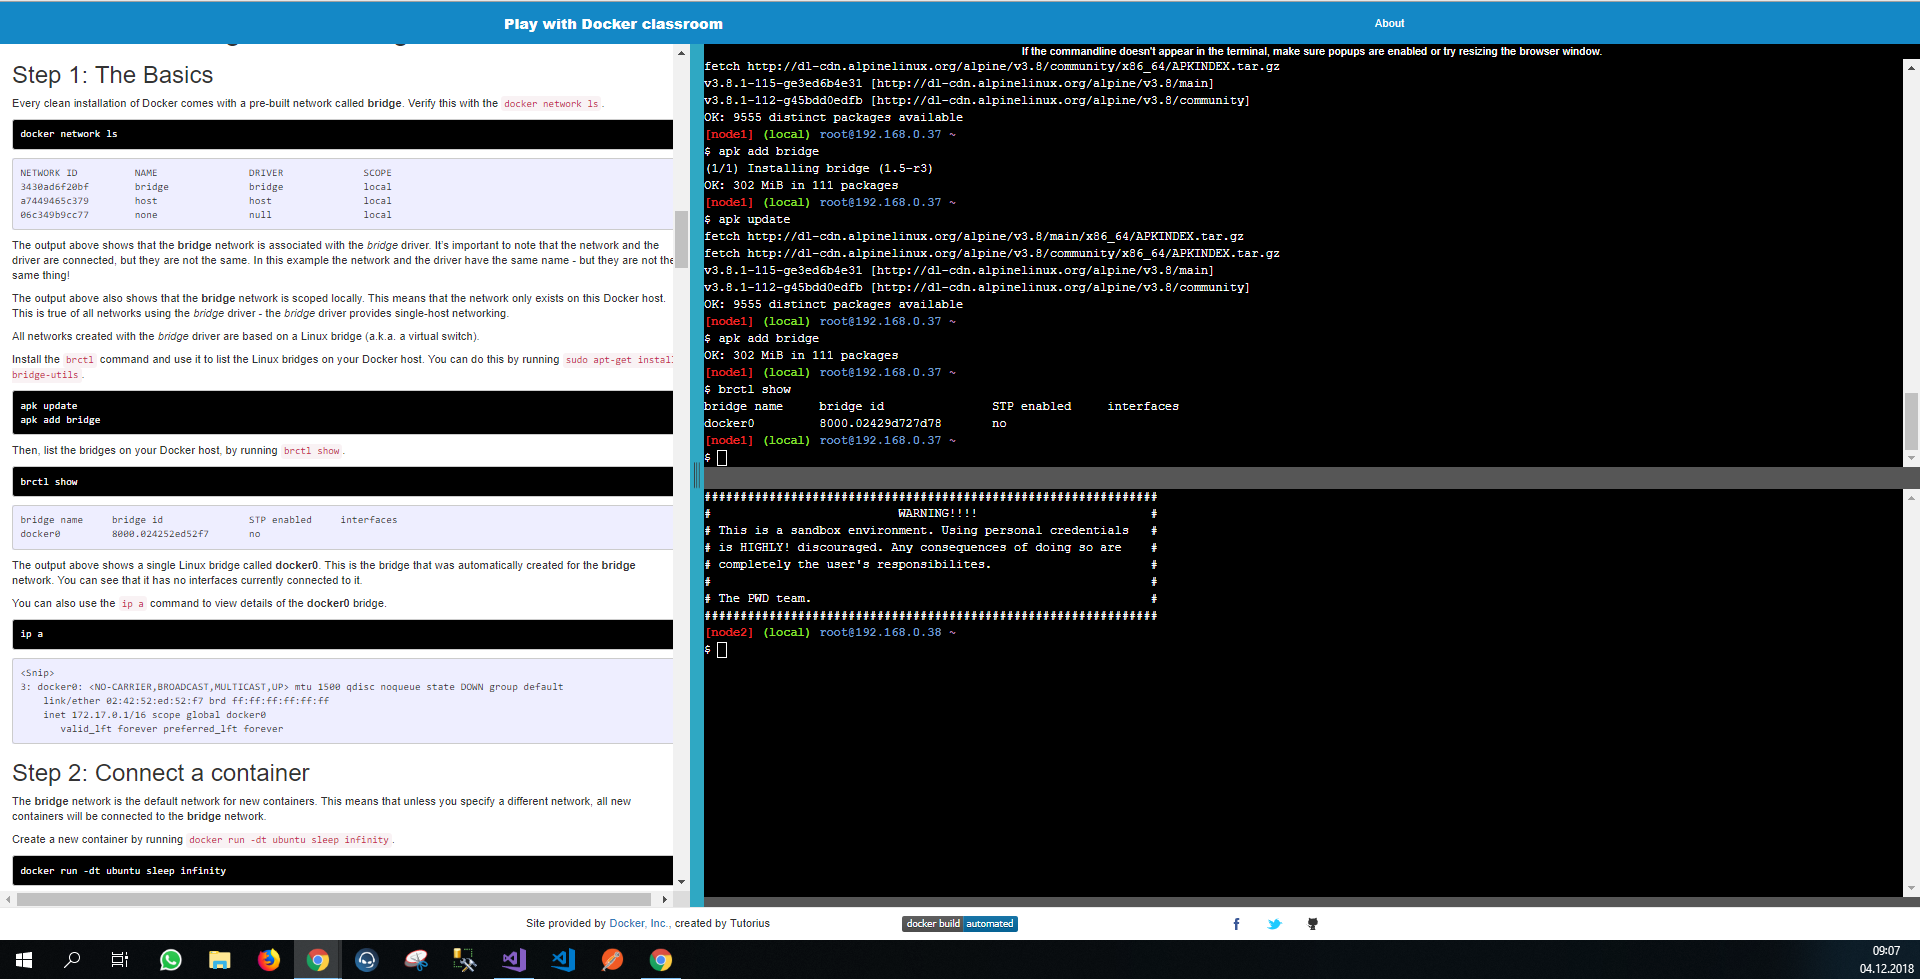 Play with Docker classroom
About
Step 1: The Basics
Every clean installation of Docker comes with a pre-built network called bridge. Verify this with the docker network ls.
docker network ls
NETWORK ID NAME DRIVER SCOPE
3430ad6f20bf bridge bridge local
a7449465c379 host host local
06c349b9cc77 none null local
The output above shows that the bridge network is associated with the bridge driver. It's important to note that the network and the
driver are connected, but they are not the same. In this example the network and the driver have the same name - but they are not the
same thing!
The output above also shows that the bridge network is scoped locally. This means that the network only exists on this Docker host.
This is true of all networks using the bridge driver - the bridge driver provides single-host networking.
All networks created with the bridge driver are based on a Linux bridge (a.k.a. a virtual switch).
Install the brctl command and use it to list the Linux bridges on your Docker host. You can do this by running sudo apt-get install
bridge-utils.
apk update
apk add bridge
Then, list the bridges on your Docker host, by running brctl show.
brctl show
bridge name bridge id STP enabled interfaces
docker0 8000.024252ed52f7 no
The output above shows a single Linux bridge called docker0. This is the bridge that was automatically created for the bridge
network. You can see that it has no interfaces currently connected to it.
You can also use the ip a command to view details of the docker0 bridge.
ip a
<Snip>
3: docker0: <NO-CARRIER,BROADCAST,MULTICAST,UP> mtu 1500 qdisc noqueue state DOWN group default
link/ether 02:42:52:ed:52:f7 brd ff:ff:ff:ff:ff:ff
inet 172.17.0.1/16 scope global docker0
valid_lft forever preferred_lft forever
Step 2: Connect a container
The bridge network is the default network for new containers. This means that unless you specify a different network, all new
containers will be connected to the bridge network.
Create a new container by running docker run -dt ubuntu sleep infinity.
docker run -dt ubuntu sleep infinity
If the commandline doesn't appear in the terminal, make sure popups are enabled or try resizing the browser window.
fetch http://dl-cdn.alpinelinux.org/alpine/v3.8/community/x86_64/APKINDEX.tar.gz
v3.8.1-115-ge3ed6b4e31 [http://dl-cdn.alpinelinux.org/alpine/v3.8/main]
v3.8.1-112-g45bdd0edfb [http://dl-cdn.alpinelinux.org/alpine/v3.8/community]
OK: 9555 distinct packages available
[node1] (local) root@192.168.0.37 ~
$ apk add bridge
(1/1) Installing bridge (1.5-r3)
OK: 302 MiB in 111 packages
[node1] (local) root@192.168.0.37 ~
$ apk update
fetch http://dl-cdn.alpinelinux.org/alpine/v3.8/main/x86_64/APKINDEX.tar.gz
fetch http://dl-cdn.alpinelinux.org/alpine/v3.8/community/x86_64/APKINDEX.tar.gz
v3.8.1-115-ge3ed6b4e31 [http://dl-cdn.alpinelinux.org/alpine/v3.8/main]
v3.8.1-112-g45bdd0edfb [http://dl-cdn.alpinelinux.org/alpine/v3.8/community]
OK: 9555 distinct packages available
[node1] (local) root@192.168.0.37 ~
$ apk add bridge
OK: 302 MiB in 111 packages
[node1] (local) root@192.168.0.37 ~
$ brctl show
bridge name bridge id STP enabled interfaces
docker0 8000.02429d727d78 no
[node1] (local) root@192.168.0.37 ~
$
###############################################################
# WARNING!!!! #
# This is a sandbox environment. Using personal credentials #
# is HIGHLY! discouraged. Any consequences of doing so are #
# completely the user's responsibilites. #
# #
# The PWD team. #
###############################################################
[node2] (local) root@192.168.0.38 ~
$
Site provided by Docker, Inc., created by Tutorius
docker build automated
09:07
04.12.2018